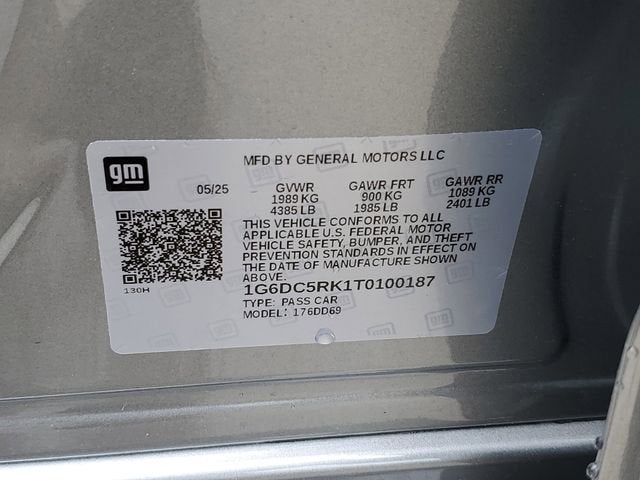 gm
MFD BY GENERAL MOTORS LLC
05/25 GVWR GAWR FRT GAWR RR
1989 KG 900 KG 1089 KG
4385 LB 1985 LB 2401 LB
THIS VEHICLE CONFORMS TO ALL
APPLICABLE U.S. FEDERAL MOTOR
VEHICLE SAFETY, BUMPER, AND THEFT
PREVENTION STANDARDS IN EFFECT ON
THE DATE OF MANUFACTURE SHOWN
ABOVE.
130H
1G6DC5RK1T0100187
TYPE: PASS CAR
MODEL: 176DD69
gm